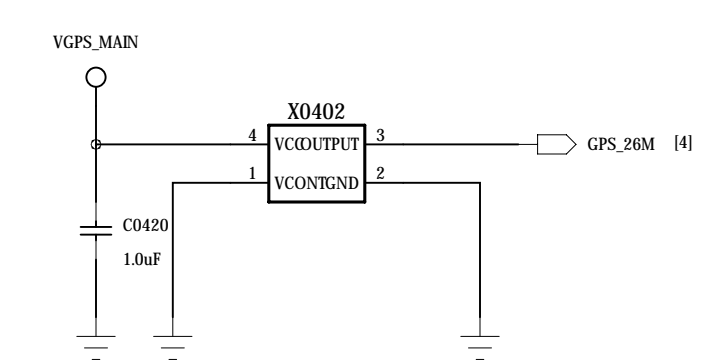 VGPS_MAIN
X0402
4 VCC OUTPUT 3
GPS_26M [4]
1 VCONT GND 2
C0420
1.0uF